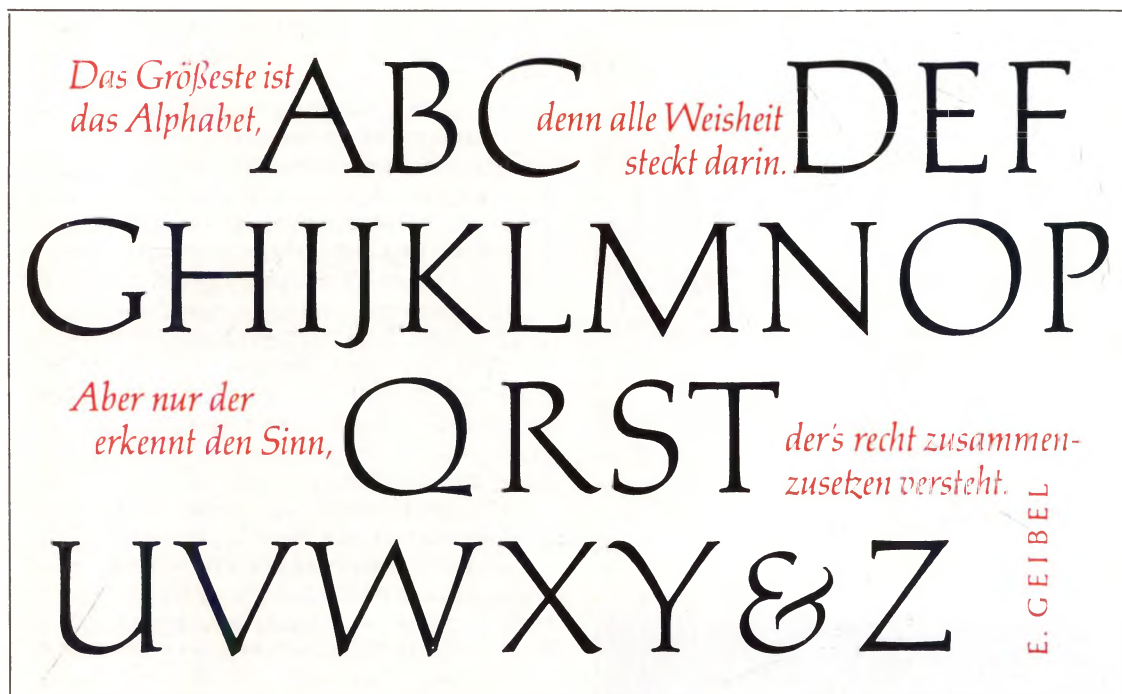 Das Größeste ist
das Alphabet,
ABC
denn alle Weisheit
steckt darin.
DEF
GHIJKLMNOP
Aber nur der
erkennt den Sinn,
QRST
der's recht zusammen-
zusetzen versteht.
UVWXY&Z
E. GEIBEL